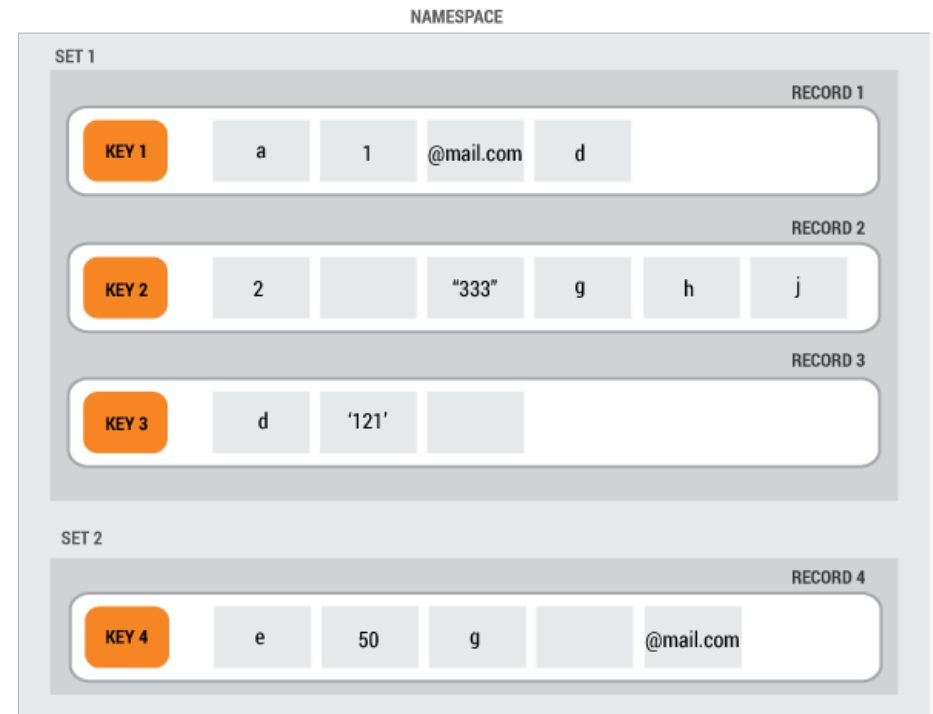 NAMESPACE
SET 1
RECORD 1
KEY 1 a 1 @mail.com d
RECORD 2
KEY 2 2 “333” g h j
RECORD 3
KEY 3 d ‘121’
SET 2
RECORD 4
KEY 4 e 50 g @mail.com